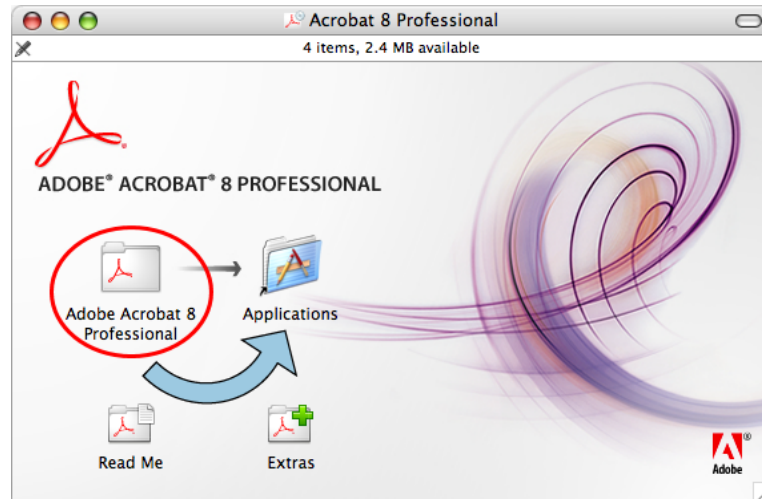 Acrobat 8 Professional
4 items, 2.4 MB available
ADOBE® ACROBAT® 8 PROFESSIONAL
Adobe Acrobat 8
Professional
Applications
Read Me
Extras
Adobe
®